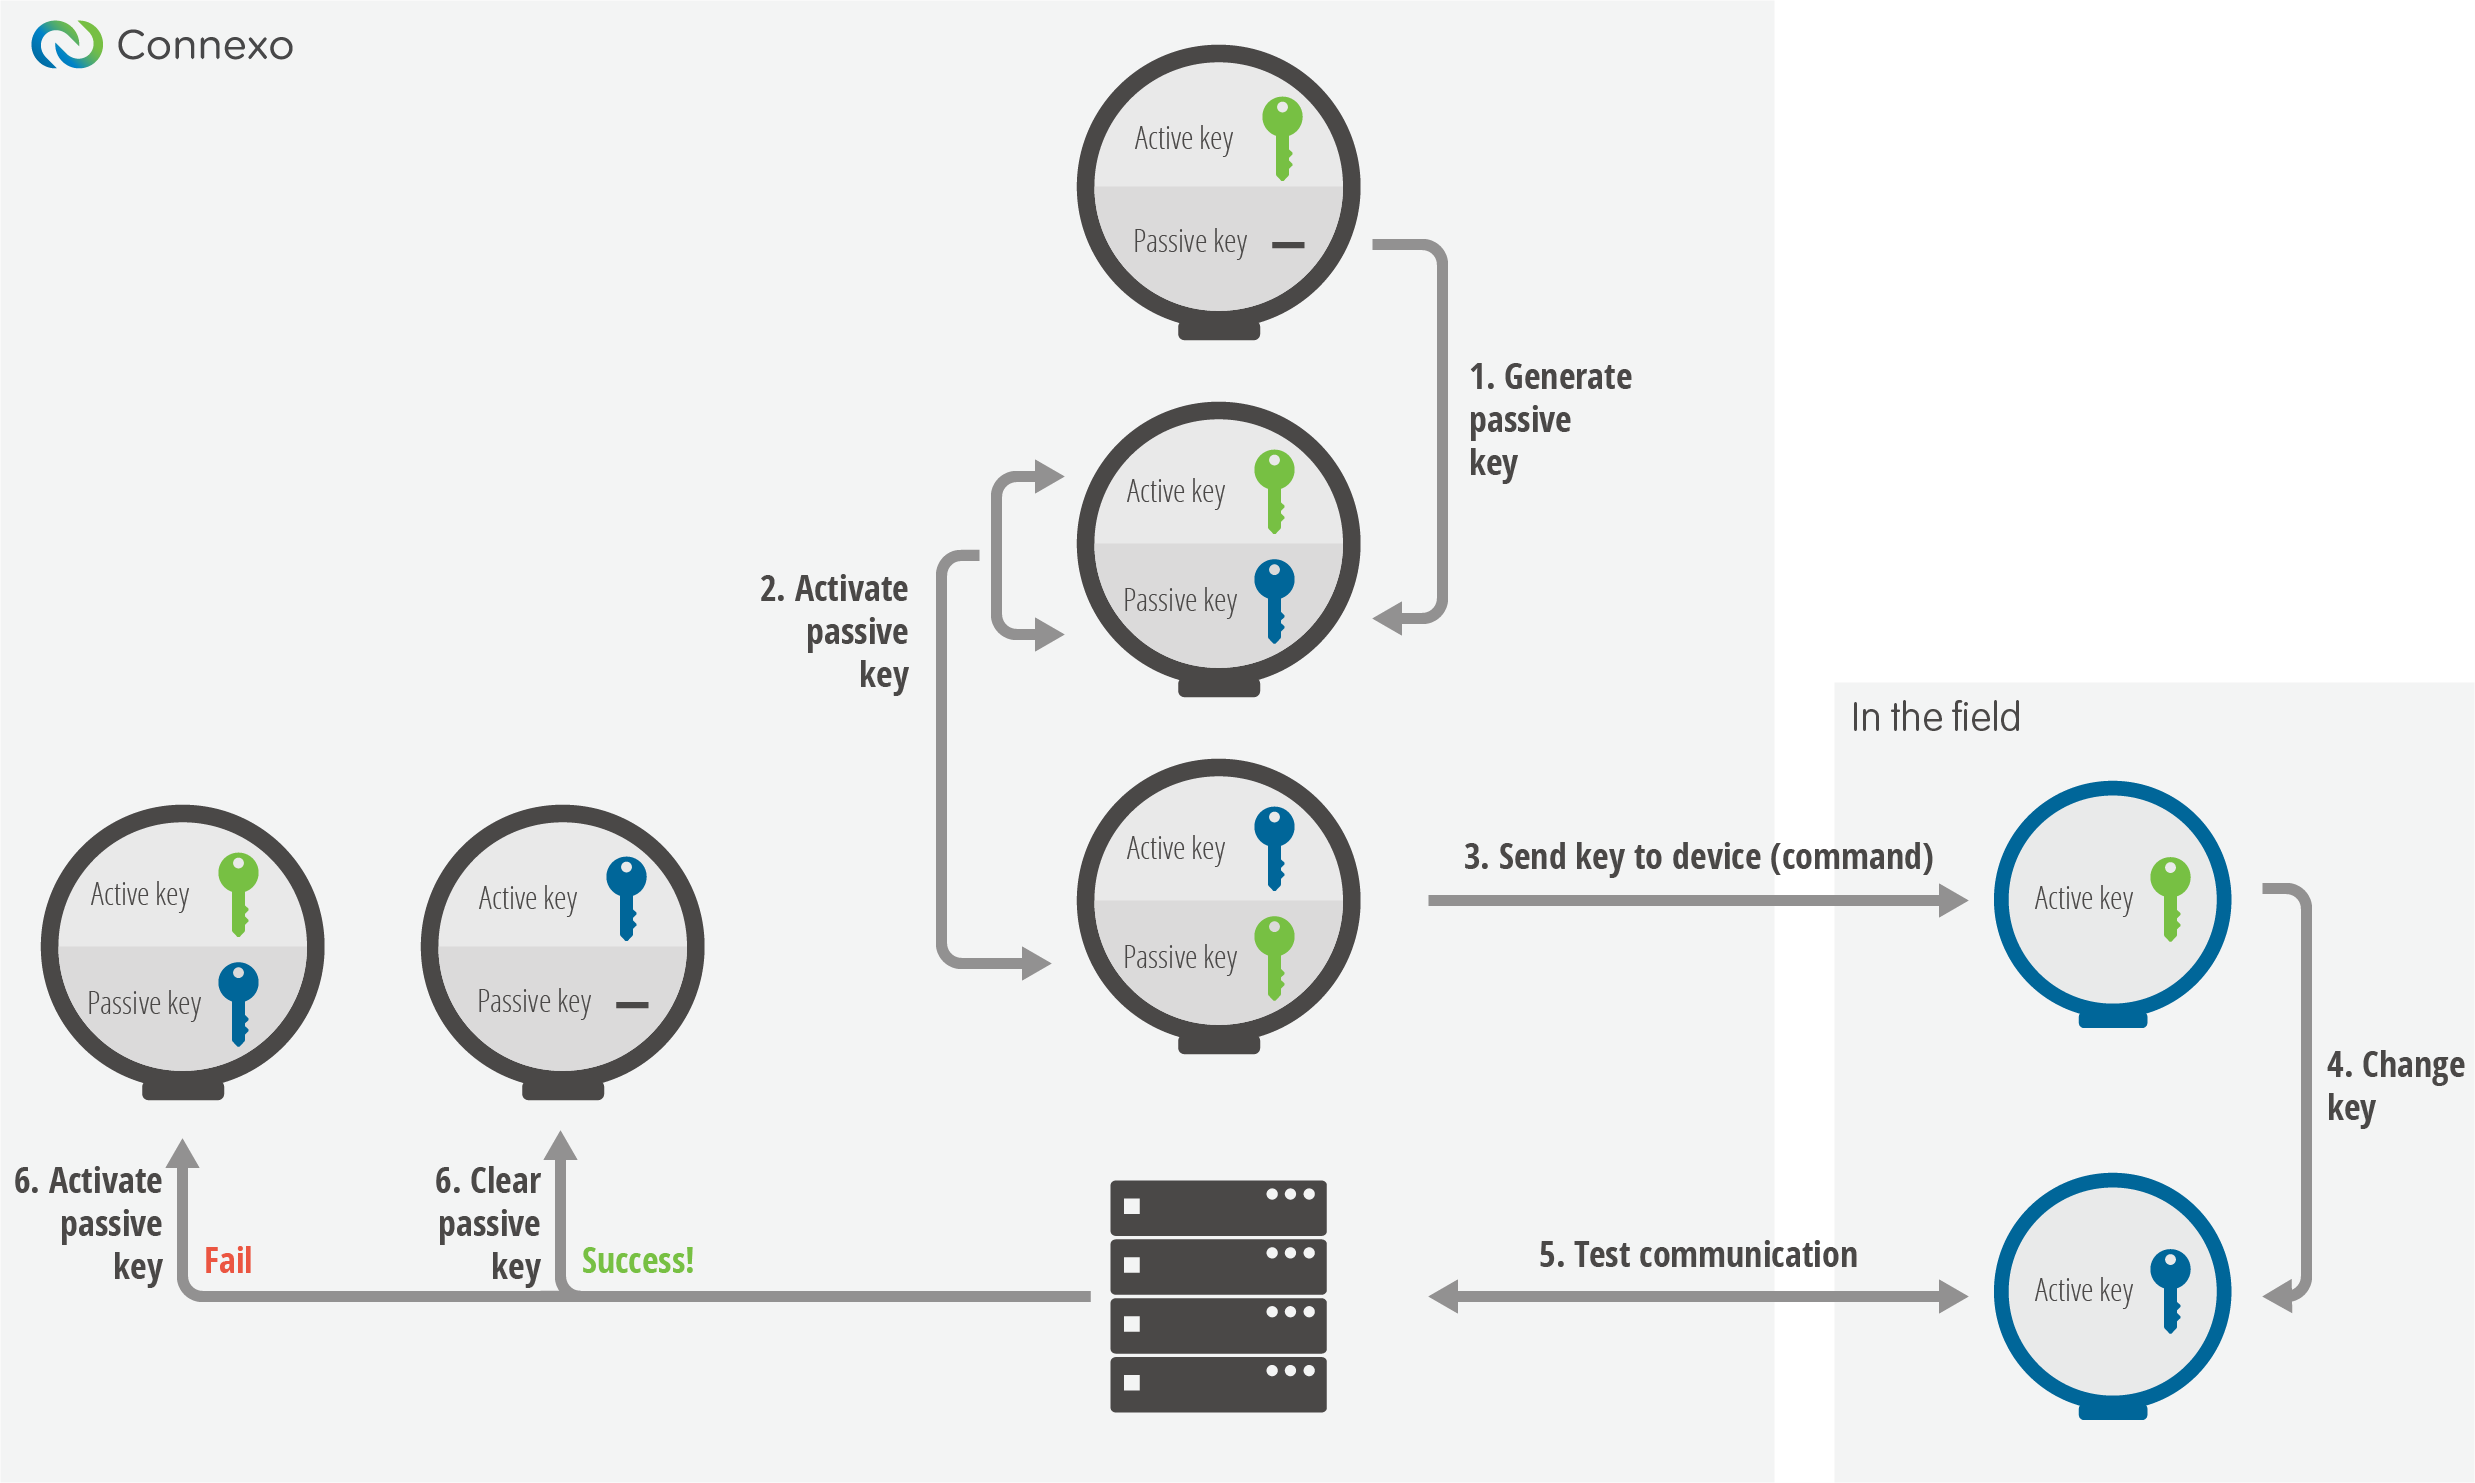 Connexo
Active key
Passive key
1. Generate
passive
key
Active key
Passive key
2. Activate
passive
key
In the field
Active key
Passive key
3. Send key to device (command)
Active key
4. Change
key
Active key
Passive key
Active key
Passive key
6. Activate
passive
key
Fail
6. Clear
passive
key
Success!
5. Test communication
Active key